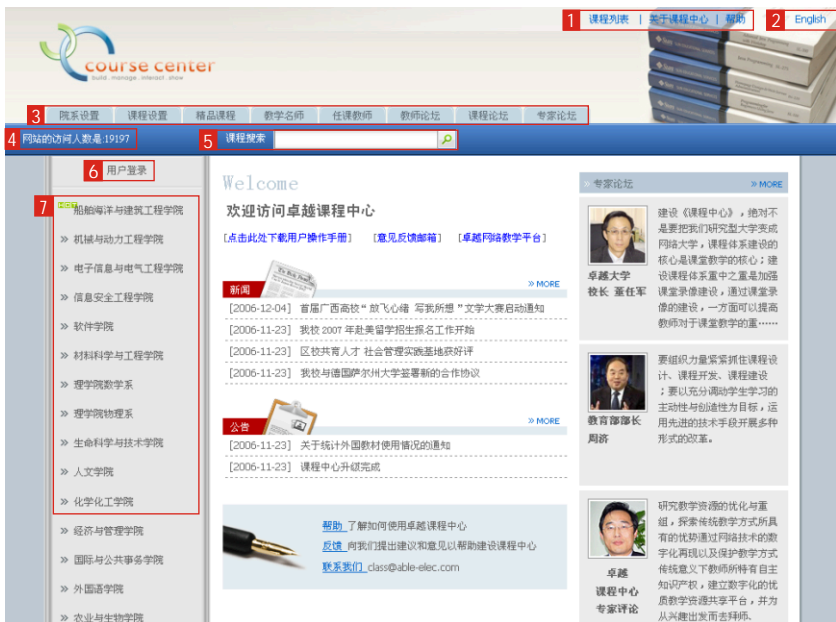 1 课程列表 | 关于课程中心 | 帮助
2 English
course center
build . manage . interact . show
3 院系设置 课程设置 精品课程 教学名师 任课教师 教师论坛 课程论坛 专家论坛
4 网站的访问人数是:19197
5 课程搜索
6 用户登录
7
船舶海洋与建筑工程学院
» 机械与动力工程学院
» 电子信息与电气工程学院
» 信息安全工程学院
» 软件学院
» 材料科学与工程学院
» 理学院数学系
» 理学院物理系
» 生命科学与技术学院
» 人文学院
» 化学化工学院
» 经济与管理学院
» 国际与公共事务学院
» 外国语学院
» 农业与生物学院
Welcome
欢迎访问卓越课程中心
[点击此处下载用户操作手册] [意见反馈邮箱] [卓越网络教学平台]
新闻
» MORE
[2006-12-04] 首届广西高校“放飞心绪 写我所想”文学大赛启动通知
[2006-11-23] 我校 2007 年赴美留学招生报名工作开始
[2006-11-23] 区校共育人才 社会管理实践基地获好评
[2006-11-23] 我校与德国萨尔州大学签署新的合作协议
公告
» MORE
[2006-11-23] 关于统计外国教材使用情况的通知
[2006-11-23] 课程中心升级完成
帮助 了解如何使用卓越课程中心
反馈 向我们提出建议和意见以帮助建设课程中心
联系我们 class@able-elec.com
» 专家论坛
» MORE
卓越大学
校长 董任军
建设《课程中心》，绝对不
是要把我们研究型大学变成
网络大学，课程体系建设的
核心是课堂教学的核心；建
设课程体系重中之重是加强
课堂录像建设，通过课堂录
像的建设，一方面可以提高
教师对于课堂教学的重……
教育部部长
周济
要组织力量紧紧抓住课程设
计、课程开发、课程建设
；要以充分调动学生学习的
主动性与创造性为目标，运
用先进的技术手段开展多种
形式的改革。
卓越
课程中心
专家评论
研究教学资源的优化与重
组，探索传统教学方式所具
有的优势通过网络技术的数
字化再现以及保护教学方式
传统意义下教师所特有自主
知识产权，建立数字化的优
质教学资源共享平台，并为
从兴趣出发而去拜师、